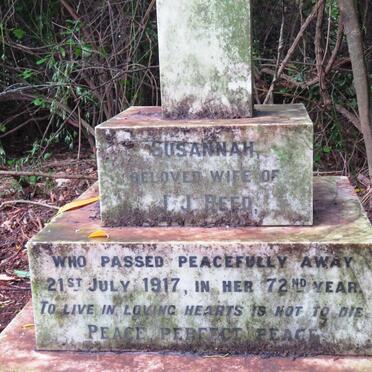 SUSANNAH,
BELOVED WIFE OF
J. J. REED.
WHO PASSED PEACEFULLY AWAY
21ST JULY 1917, IN HER 72ND YEAR.
TO LIVE IN LOVING HEARTS IS NOT TO DIE.
PEACE PERFECT PEACE